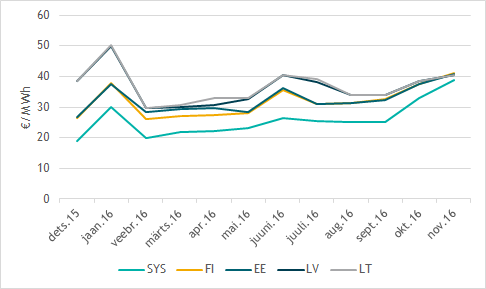 60
50
40
30
20
10
0
€/MWh
dets.15 jaan.16 veebr.16 märts.16 apr.16 mai.16 juuni.16 juuli.16 aug.16 sept.16 okt.16 nov.16
SYS FI EE LV LT